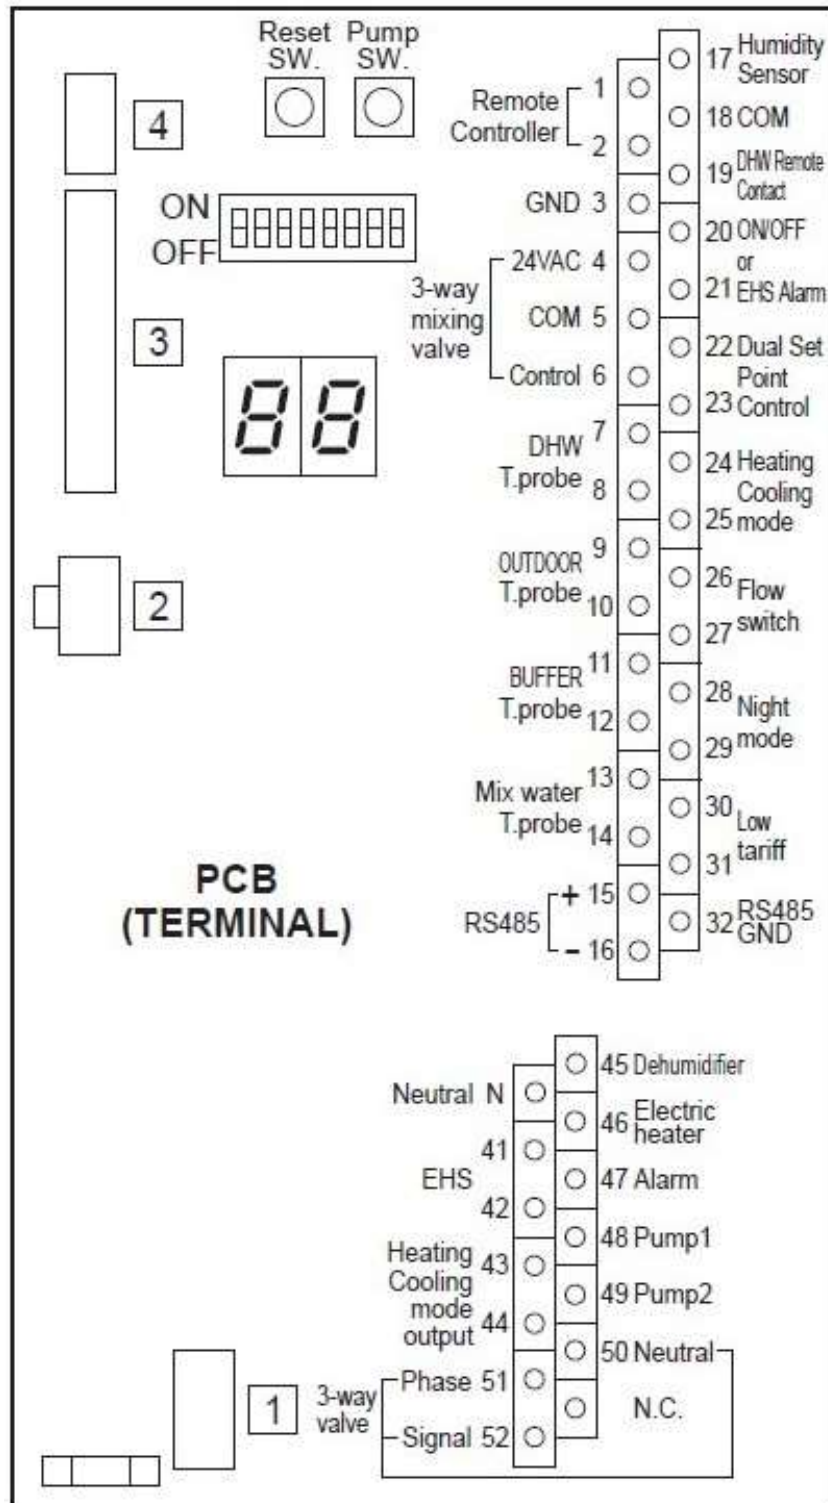 Reset Pump
SW. SW.
4
ON
OFF
3
88
2
PCB
(TERMINAL)
1
Remote
Controller
1
2
GND 3
3-way
mixing
valve
24VAC 4
COM 5
Control 6
DHW
T.probe
7
8
OUTDOOR
T.probe
9
10
BUFFER
T.probe
11
12
Mix water
T.probe
13
14
RS485
+ 15
- 16
17 Humidity
Sensor
18 COM
19 DHW Remote
Contact
20 ON/OFF
or
21 EHS Alarm
22 Dual Set
Point
23 Control
24 Heating
Cooling
25 mode
26 Flow
switch
27
28 Night
mode
29
30 Low
tariff
31
32 RS485
GND
Neutral N
EHS
41
42
Heating
Cooling
mode
output
43
44
3-way
valve
Phase 51
Signal 52
45 Dehumidifier
46 Electric
heater
47 Alarm
48 Pump1
49 Pump2
50 Neutral
N.C.